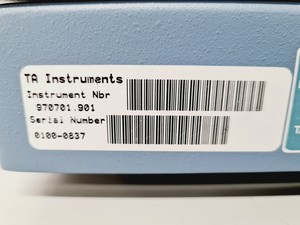 TA Instruments
Instrument Nbr
970701.901
Serial Number
0100-0837